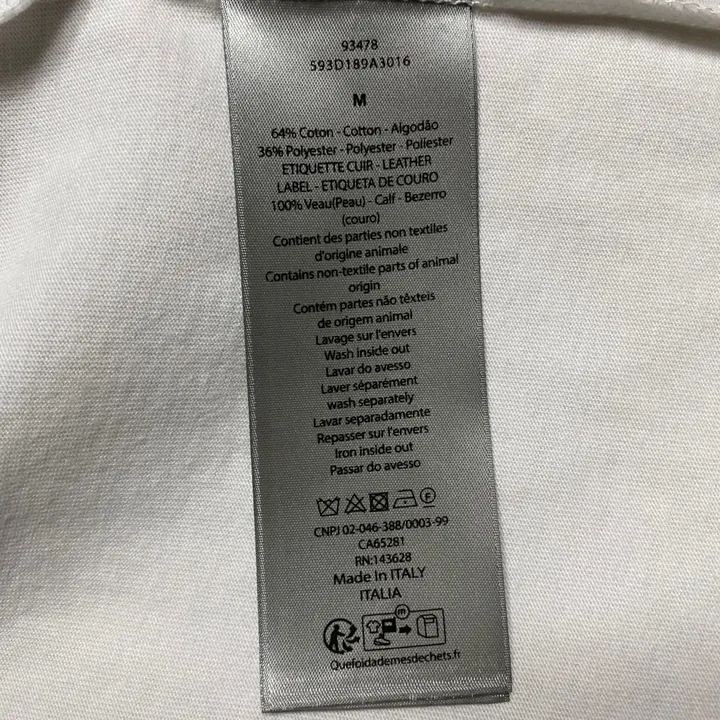 93478
593D189A3016
M
64% Coton - Cotton - Algodão
36% Polyester - Polyester - Poliester
ETIQUETTE CUIR - LEATHER
LABEL - ETIQUETA DE COURO
100% Veau(Peau) - Calf - Bezerro
(couro)
Contient des parties non textiles
d'origine animale
Contains non-textile parts of animal
origin
Contém partes não têxteis
de origem animal
Lavage sur l'envers
Wash inside out
Lavar do avesso
Laver séparément
wash separately
Lavar separadamente
Repasser sur l'envers
Iron inside out
Passar do avesso
E
CNPJ 02-046-388/0003-99
CA65281
RN:143628
Made In ITALY
ITALIA
m
Quefoidademesdechets.fr